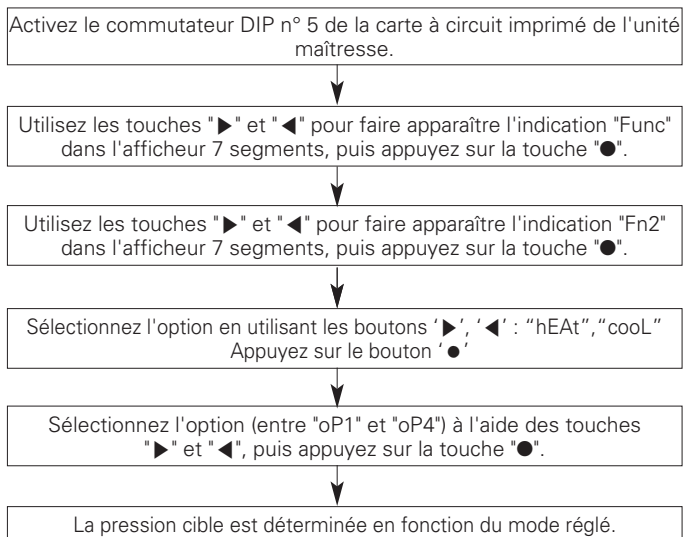 Activez le commutateur DIP n° 5 de la carte à circuit imprimé de l'unité
maîtresse.
Utilisez les touches "▶" et "◀" pour faire apparaître l'indication "Func"
dans l'afficheur 7 segments, puis appuyez sur la touche "●".
Utilisez les touches "▶" et "◀" pour faire apparaître l'indication "Fn2"
dans l'afficheur 7 segments, puis appuyez sur la touche "●".
Sélectionnez l'option en utilisant les boutons ‘▶’, ‘◀’ : “hEAt”,“cooL”
Appuyez sur le bouton ‘●’
Sélectionnez l'option (entre "oP1" et "oP4") à l'aide des touches
"▶" et "◀", puis appuyez sur la touche "●".
La pression cible est déterminée en fonction du mode réglé.